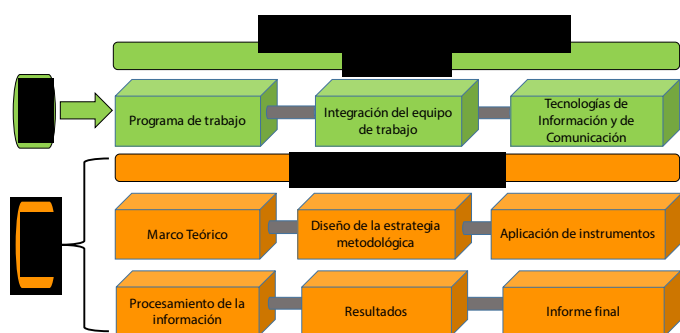 Programa de trabajo
Integración del equipo
de trabajo
Tecnologías de
Información y de
Comunicación
Marco Teórico
Diseño de la estrategia
metodológica
Aplicación de instrumentos
Procesamiento de la
información
Resultados
Informe final